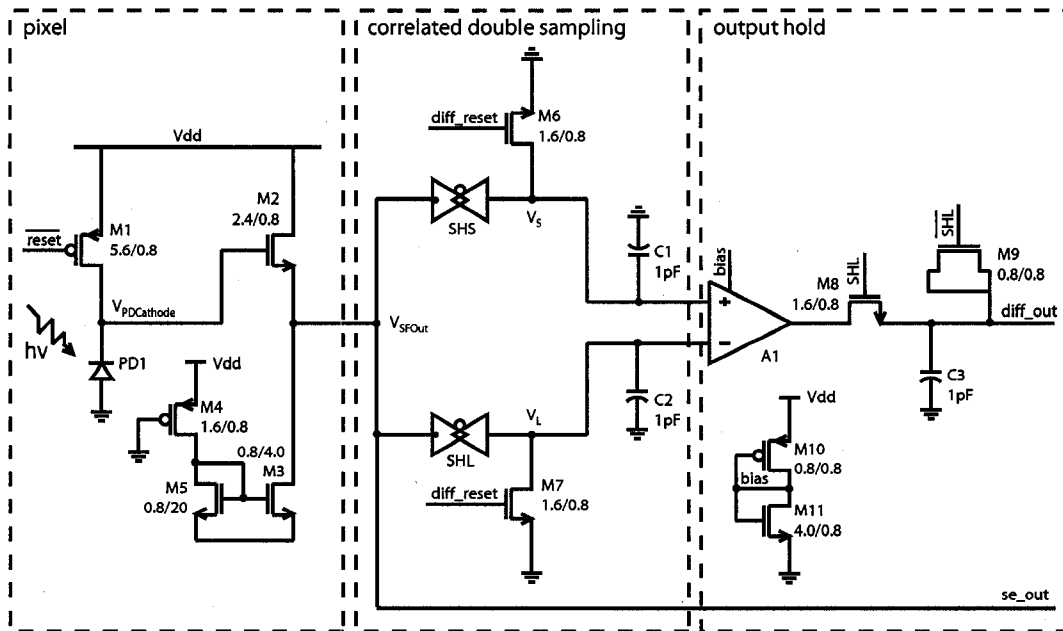 pixel
correlated double sampling
output hold
Vdd
diff_reset
M6
1.6/0.8
M2
2.4/0.8
reset
M1
5.6/0.8
SHS
V_S
C1
1pF
bias
M8
1.6/0.8
SHL
SHL
M9
0.8/0.8
V_PDCathode
V_SFOut
+
−
A1
diff_out
hν
PD1
Vdd
M4
1.6/0.8
C2
1pF
C3
1pF
V_L
SHL
Vdd
M10
0.8/0.8
bias
M11
4.0/0.8
0.8/4.0
M3
M5
0.8/20
diff_reset
M7
1.6/0.8
se_out